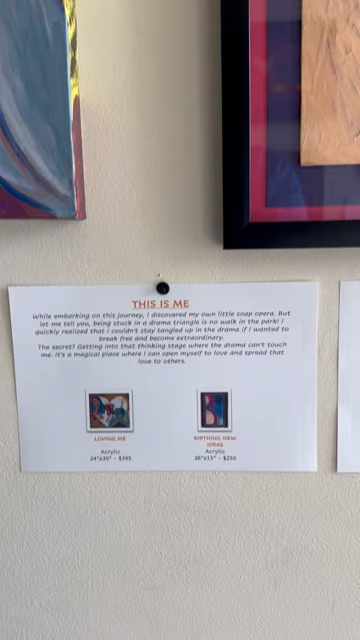 THIS IS ME
While embarking on this journey, I discovered my own little soap opera. But
let me tell you, being stuck in a drama triangle is no walk in the park! I
quickly realized that I couldn't stay tangled up in the drama if I wanted to
break free and become extraordinary.
The secret? Getting into that thinking stage where the drama can't touch
me. It's a magical place where I can open myself to love and spread that
love to others.
LOVING ME
Acrylic
24"x30" - $395
BIRTHING NEW
IDEAS
Acrylic
26"x13" - $250